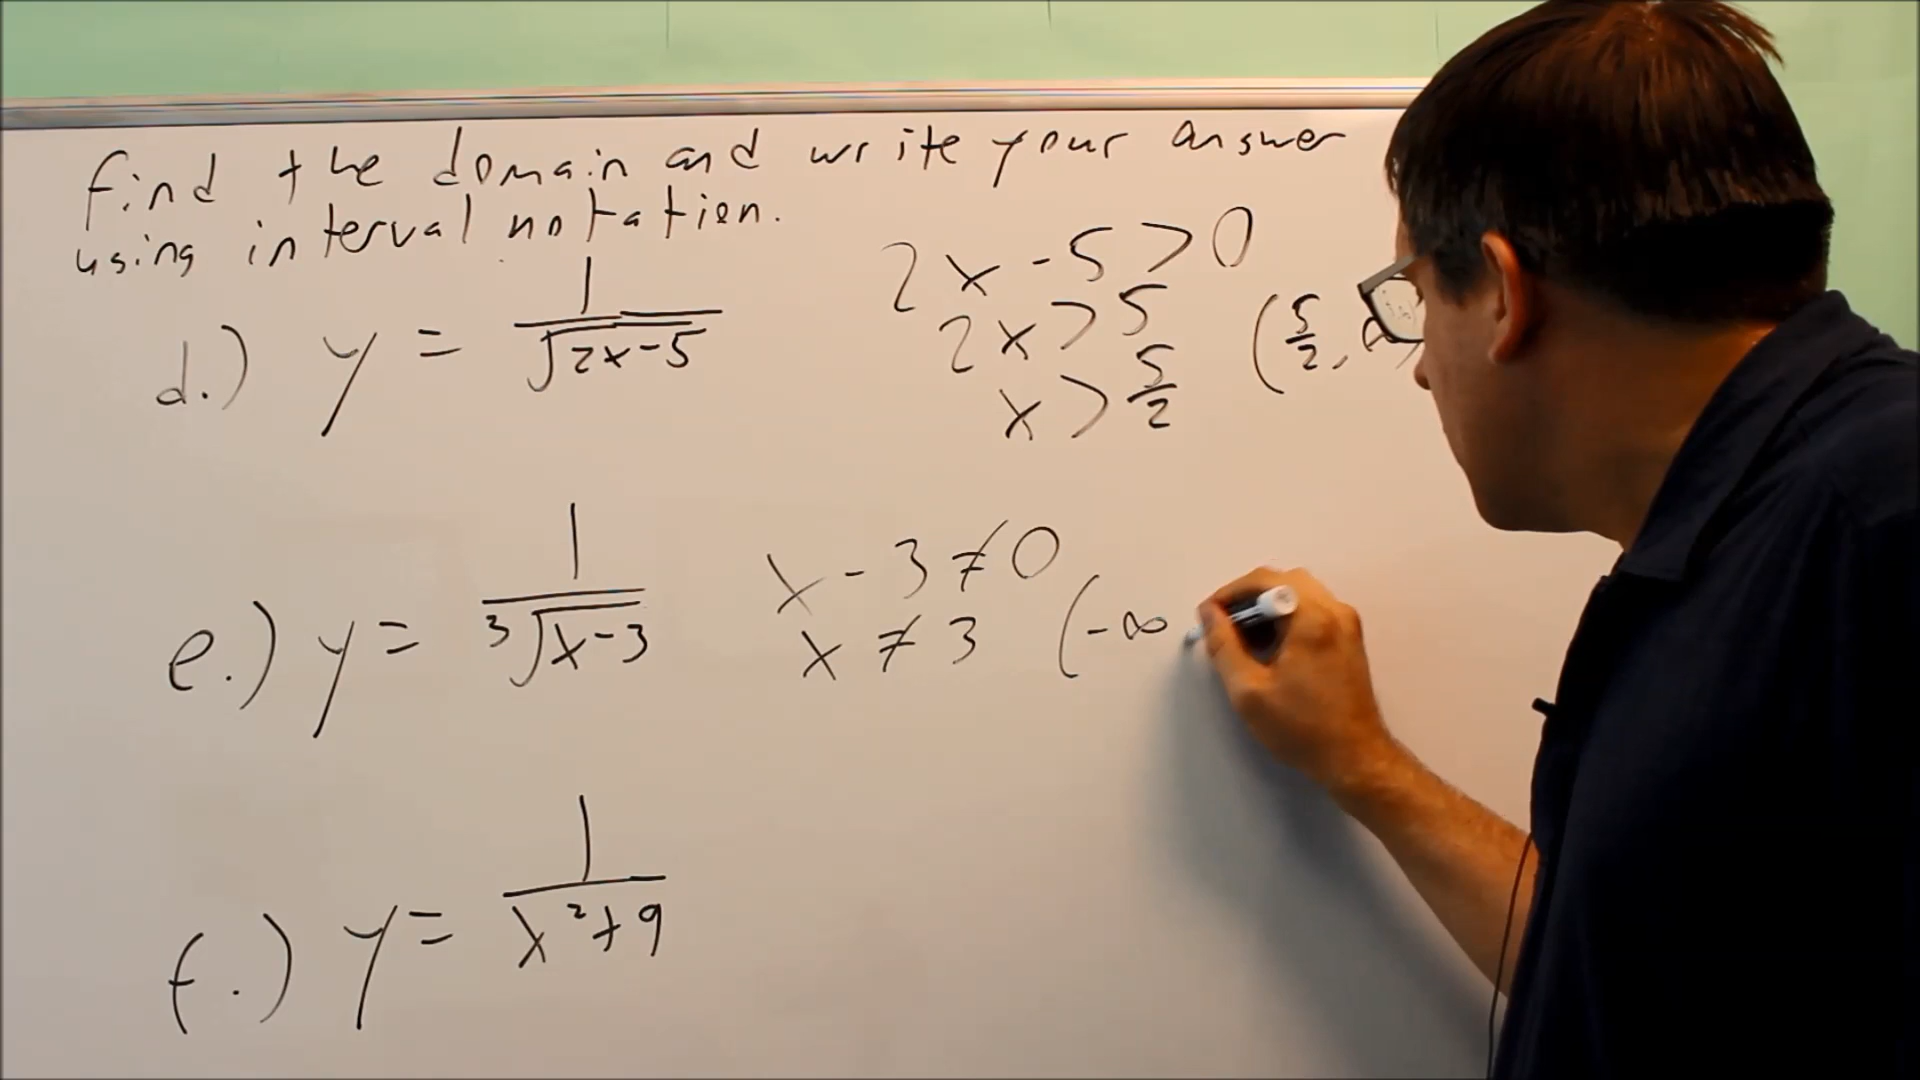 find the domain and write your answer
using interval notation.
d.) y = 1/√(2x-5)
2x-5>0
2x>5
x>5/2
(5/2,
e.) y = 1/³√(x-3)
x-3≠0
x≠3
(-∞
f.) y = 1/(x²+9)